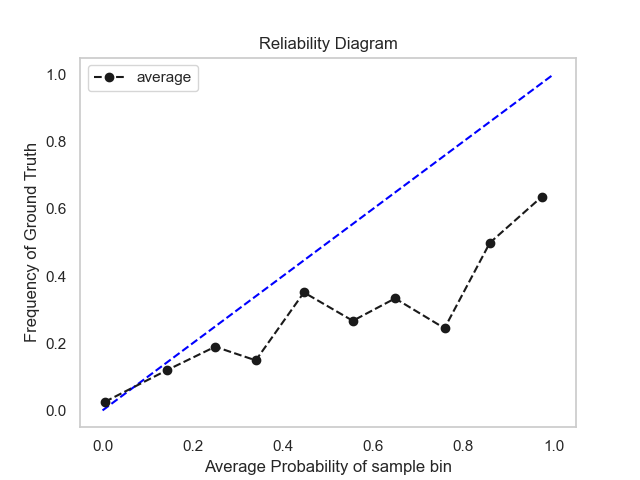 Reliability Diagram
average
1.0
0.8
0.6
0.4
0.2
0.0
Frequency of Ground Truth
0.0 0.2 0.4 0.6 0.8 1.0
Average Probability of sample bin